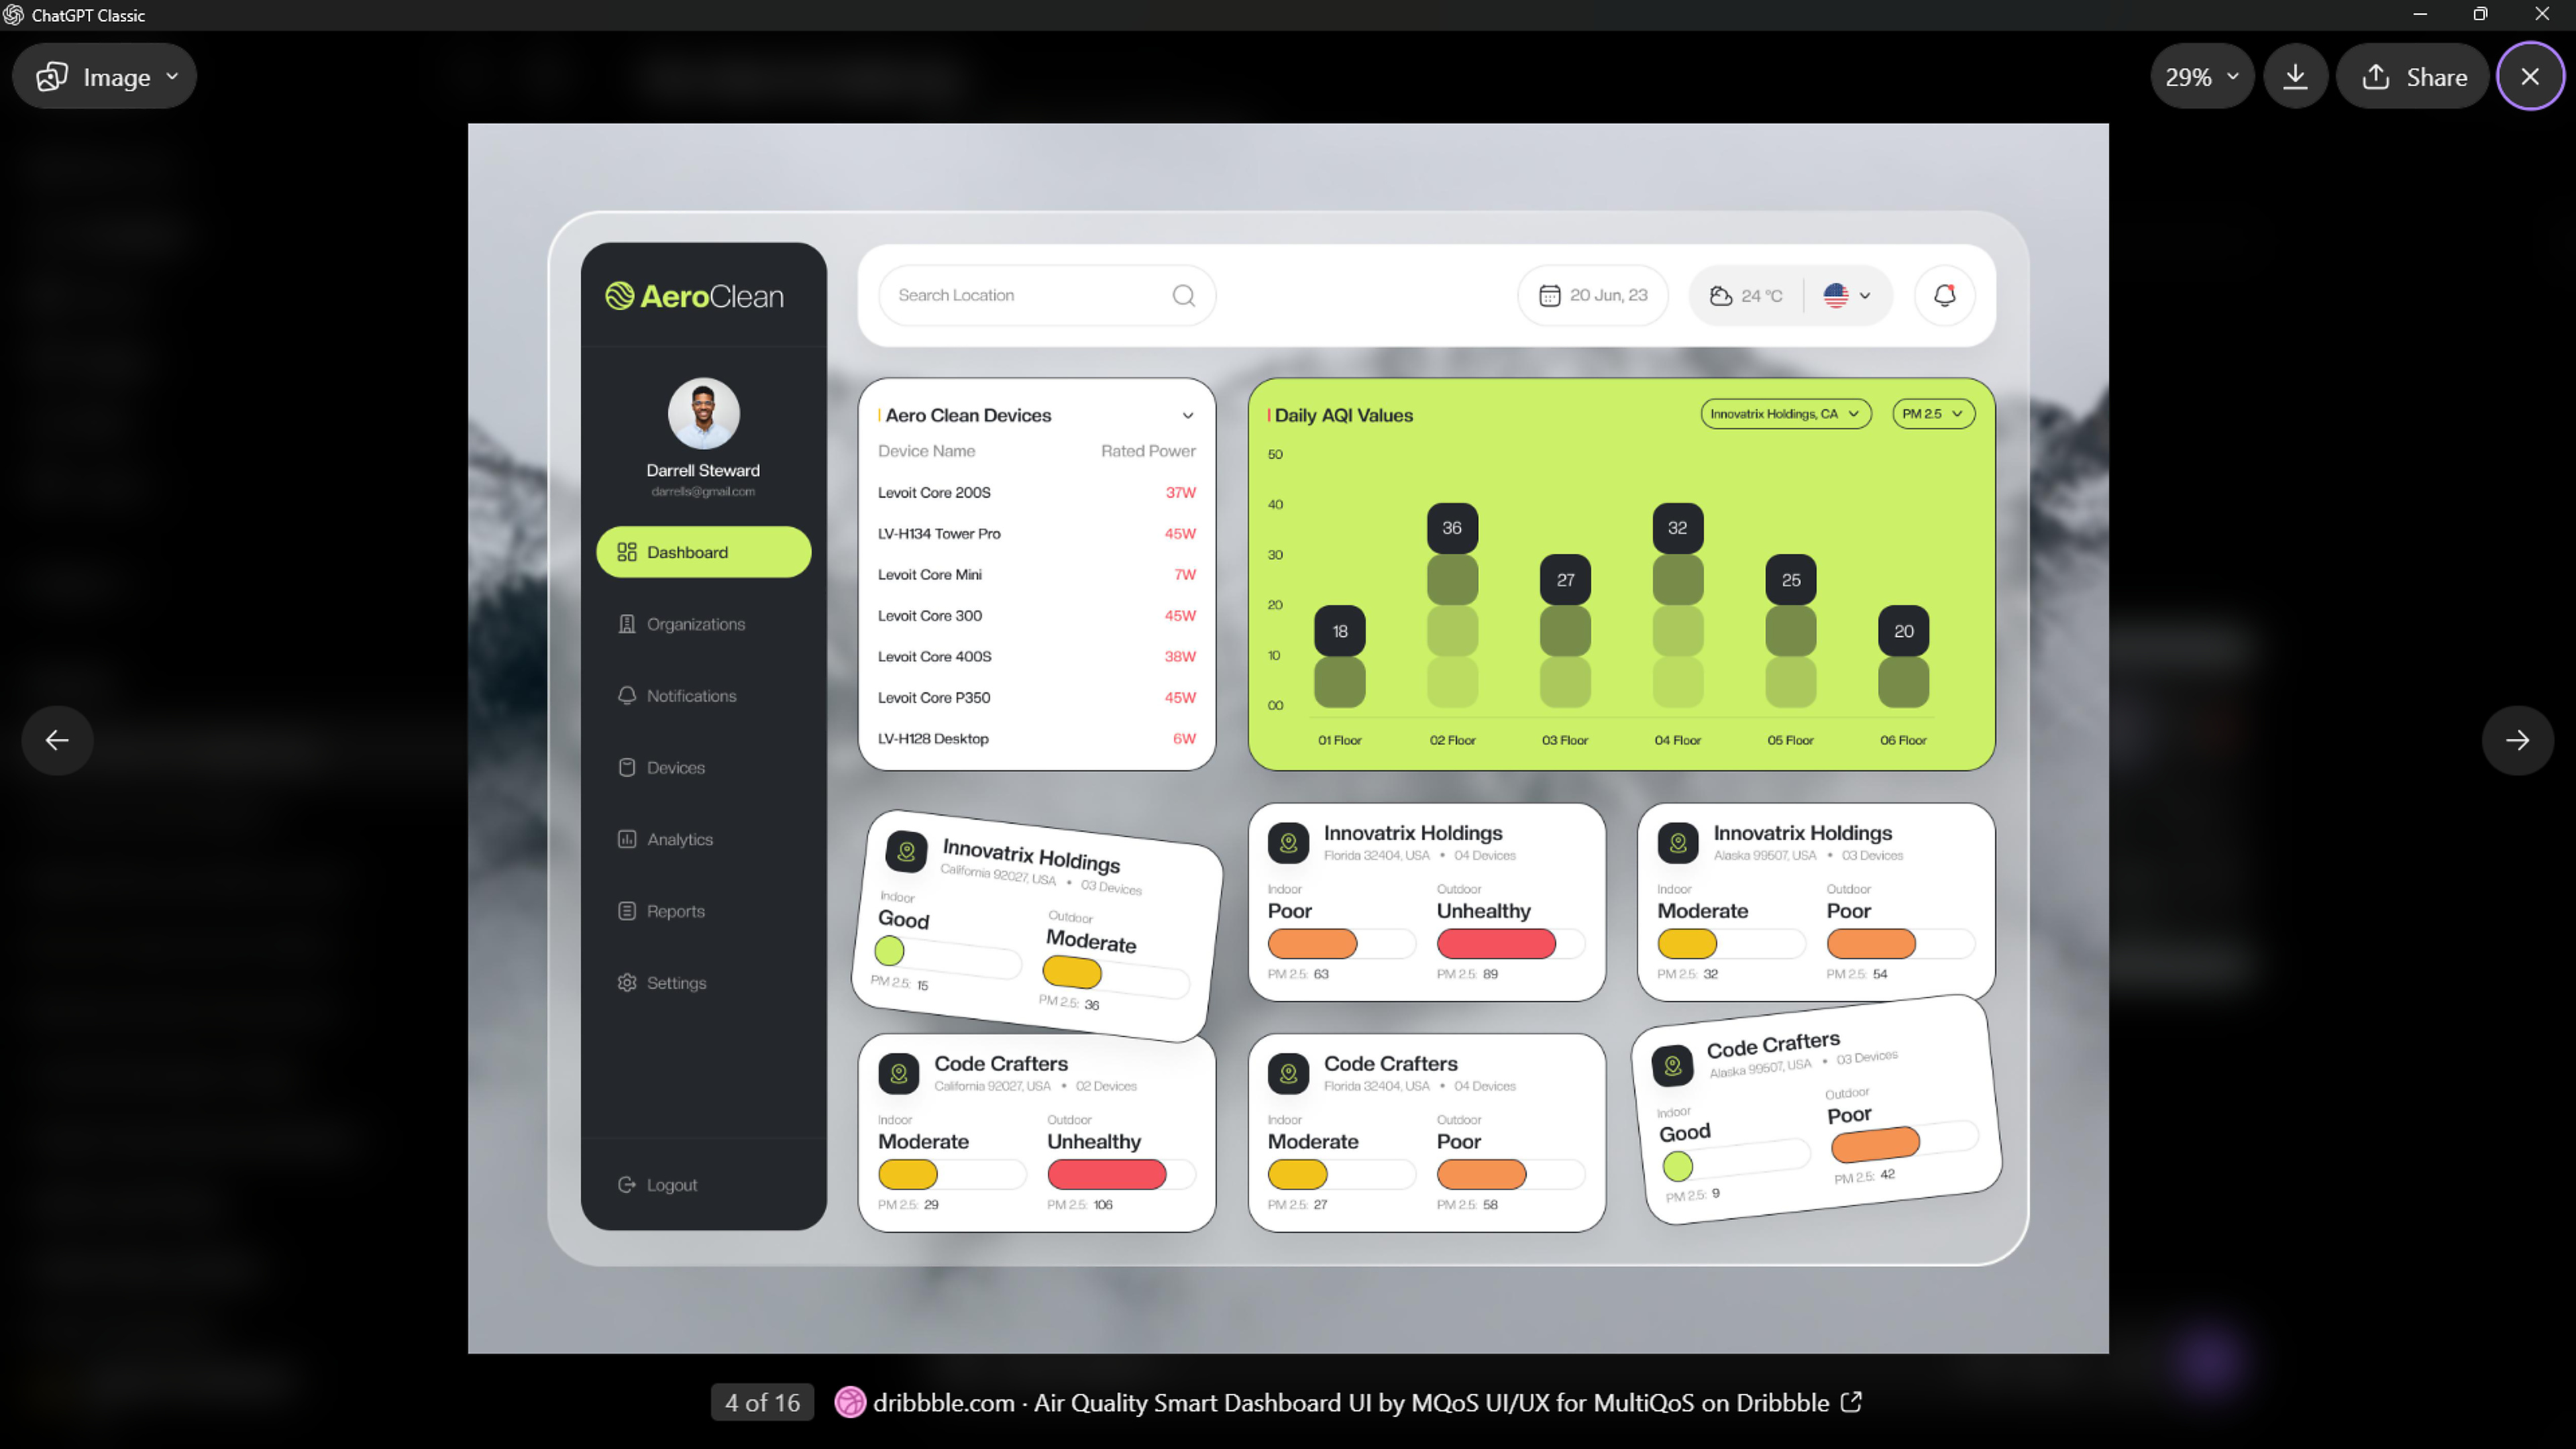 ChatGPT Classic
Image
29%
Share
AeroClean
Darrell Steward
darrells@gmail.com
Dashboard
Organizations
Notifications
Devices
Analytics
Reports
Settings
Logout
Search Location
20 Jun, 23
24 °C
Aero Clean Devices
Device Name Rated Power
Levoit Core 200S 37W
LV-H134 Tower Pro 45W
Levoit Core Mini 7W
Levoit Core 300 45W
Levoit Core 400S 38W
Levoit Core P350 45W
LV-H128 Desktop 6W
Daily AQI Values
Innovatrix Holdings, CA
PM 2.5
50
40
30
20
10
00
18
36
27
32
25
20
01 Floor
02 Floor
03 Floor
04 Floor
05 Floor
06 Floor
Innovatrix Holdings
California 92027, USA • 03 Devices
Indoor Outdoor
Good Moderate
PM 2.5: 15 PM 2.5: 36
Innovatrix Holdings
Florida 32404, USA • 04 Devices
Indoor Outdoor
Poor Unhealthy
PM 2.5: 63 PM 2.5: 89
Innovatrix Holdings
Alaska 99507, USA • 03 Devices
Indoor Outdoor
Moderate Poor
PM 2.5: 32 PM 2.5: 54
Code Crafters
California 92027, USA • 02 Devices
Indoor Outdoor
Moderate Unhealthy
PM 2.5: 29 PM 2.5: 106
Code Crafters
Florida 32404, USA • 04 Devices
Indoor Outdoor
Moderate Poor
PM 2.5: 27 PM 2.5: 58
Code Crafters
Alaska 99507, USA • 03 Devices
Indoor Outdoor
Good Poor
PM 2.5: 9 PM 2.5: 42
4 of 16
dribbble.com · Air Quality Smart Dashboard UI by MQoS UI/UX for MultiQoS on Dribbble